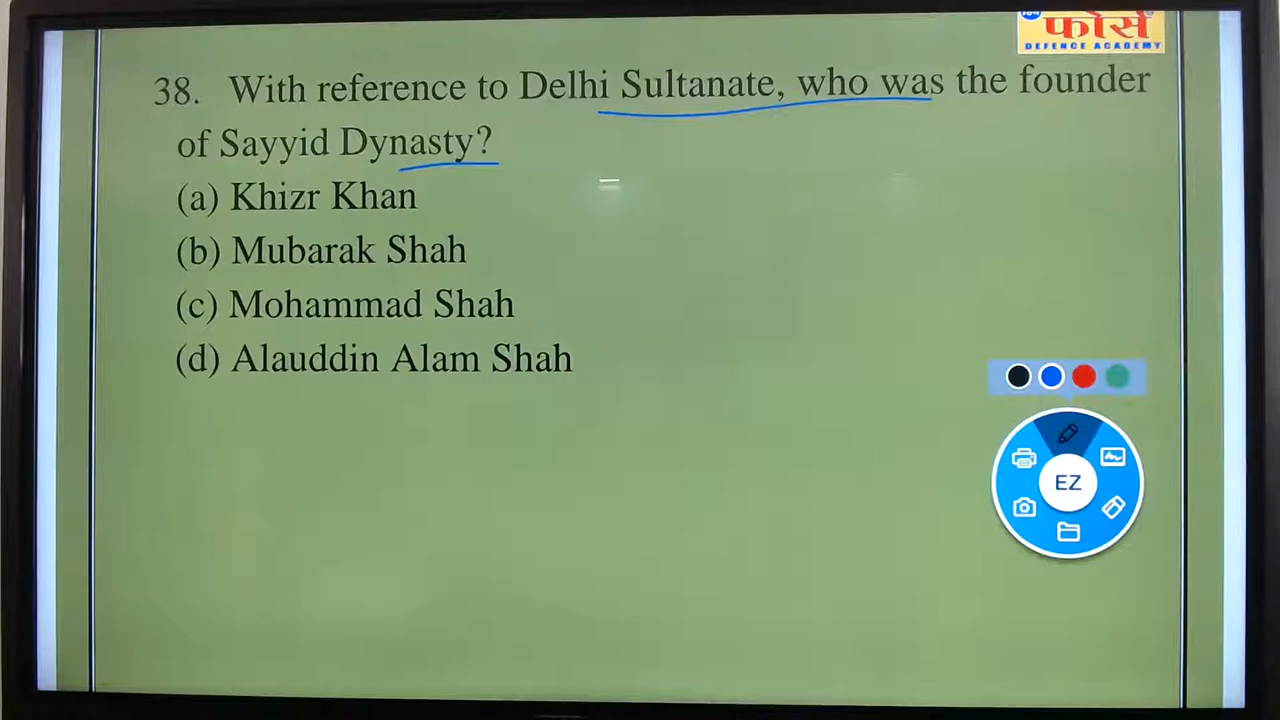 फोर्स
DEFENCE ACADEMY
38. With reference to Delhi Sultanate, who was the founder
of Sayyid Dynasty?
(a) Khizr Khan
(b) Mubarak Shah
(c) Mohammad Shah
(d) Alauddin Alam Shah
EZ